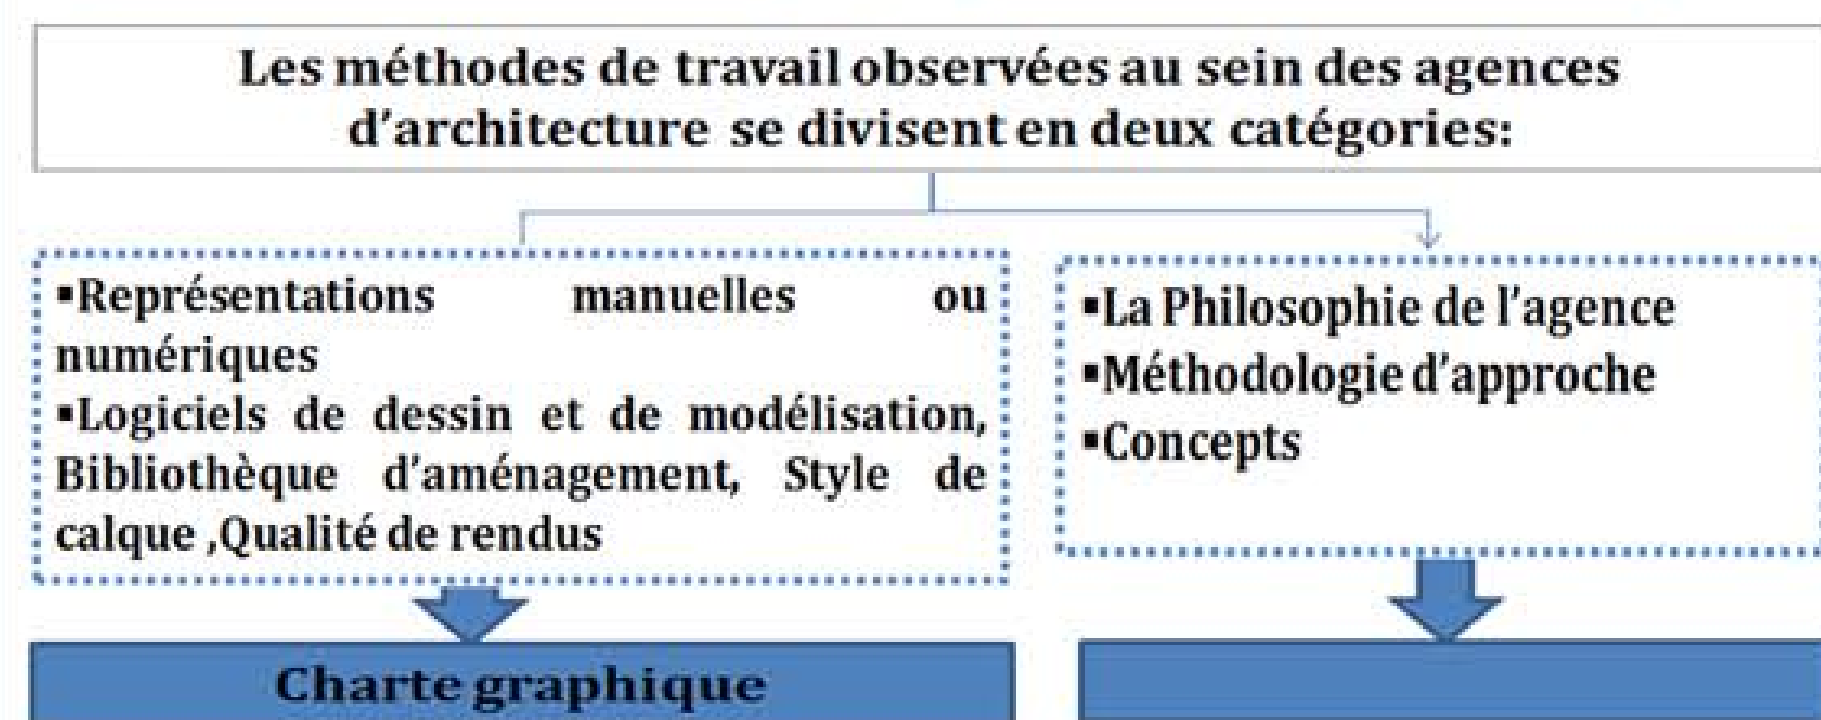 Les méthodes de travail observées au sein des agences
d'architecture se divisent en deux catégories:
▪Représentations manuelles ou
numériques
▪Logiciels de dessin et de modélisation,
Bibliothèque d'aménagement, Style de
calque ,Qualité de rendus
▪La Philosophie de l'agence
▪Méthodologie d'approche
▪Concepts
Charte graphique